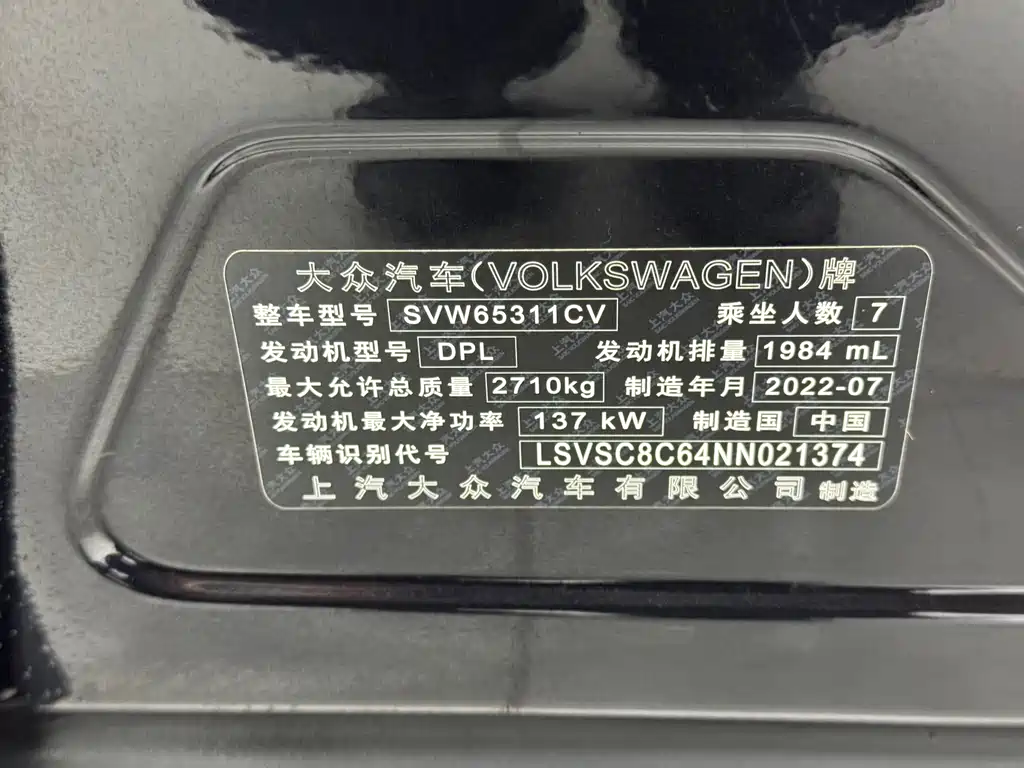 大众汽车(VOLKSWAGEN)牌
整车型号 SVW65311CV 乘坐人数 7
发动机型号 DPL 发动机排量 1984 mL
最大允许总质量 2710kg 制造年月 2022-07
发动机最大净功率 137 kW 制造国 中国
车辆识别代号 LSVSC8C64NN021374
上汽大众汽车有限公司 制造